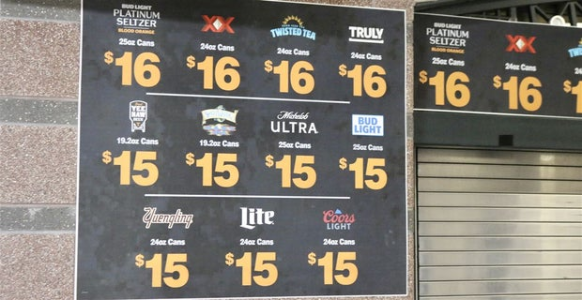 BUD LIGHT
PLATINUM
SELTZER
BLOOD ORANGE
25oz Cans
$16
XX
24oz Cans
$16
TWISTED TEA
24oz Cans
$16
TRULY
24oz Cans
$16
YEE
HAW
19.2oz Cans
$15
19.2oz Cans
$15
Michelob
ULTRA
25oz Cans
$15
BUD
LIGHT
25oz Cans
$15
Yuengling
24oz Cans
$15
Lite
24oz Cans
$15
Coors
LIGHT
24oz Cans
$15
BUD LIGHT
PLATINUM
SELTZER
BLOOD ORANGE
25oz Cans
$16
XX
24oz Cans
$16